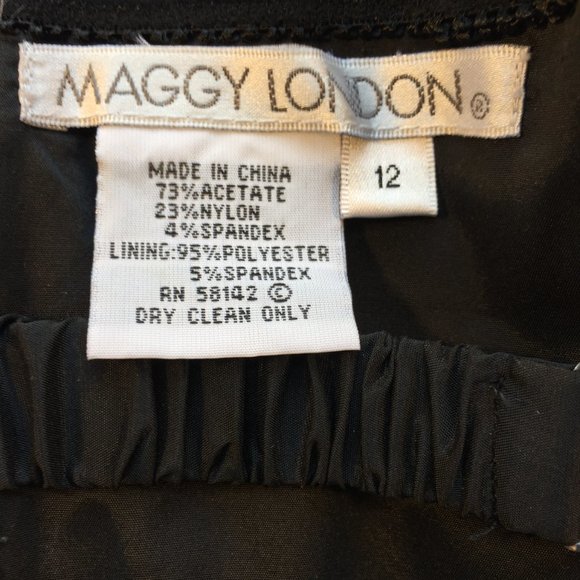 MAGGY LONDON®
12
MADE IN CHINA
73%ACETATE
23%NYLON
4%SPANDEX
LINING:95%POLYESTER
5%SPANDEX
RN 58142 ©
DRY CLEAN ONLY